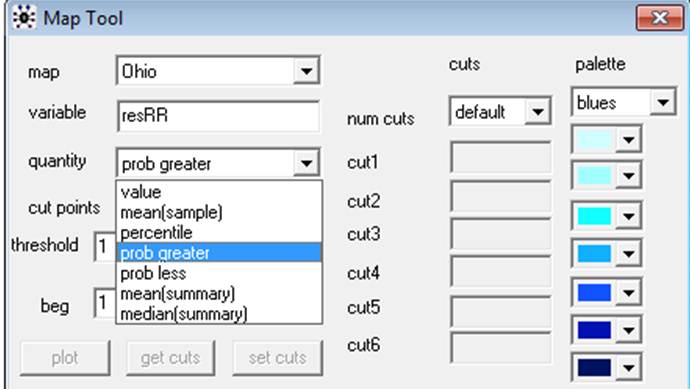 Map Tool
map Ohio cuts palette
variable resRR num cuts default blues
quantity prob greater cut1
value
cut points mean(sample) cut2
percentile
threshold 1 prob greater cut3
prob less cut4
beg 1 mean(summary) cut5
median(summary)
plot get cuts set cuts cut6